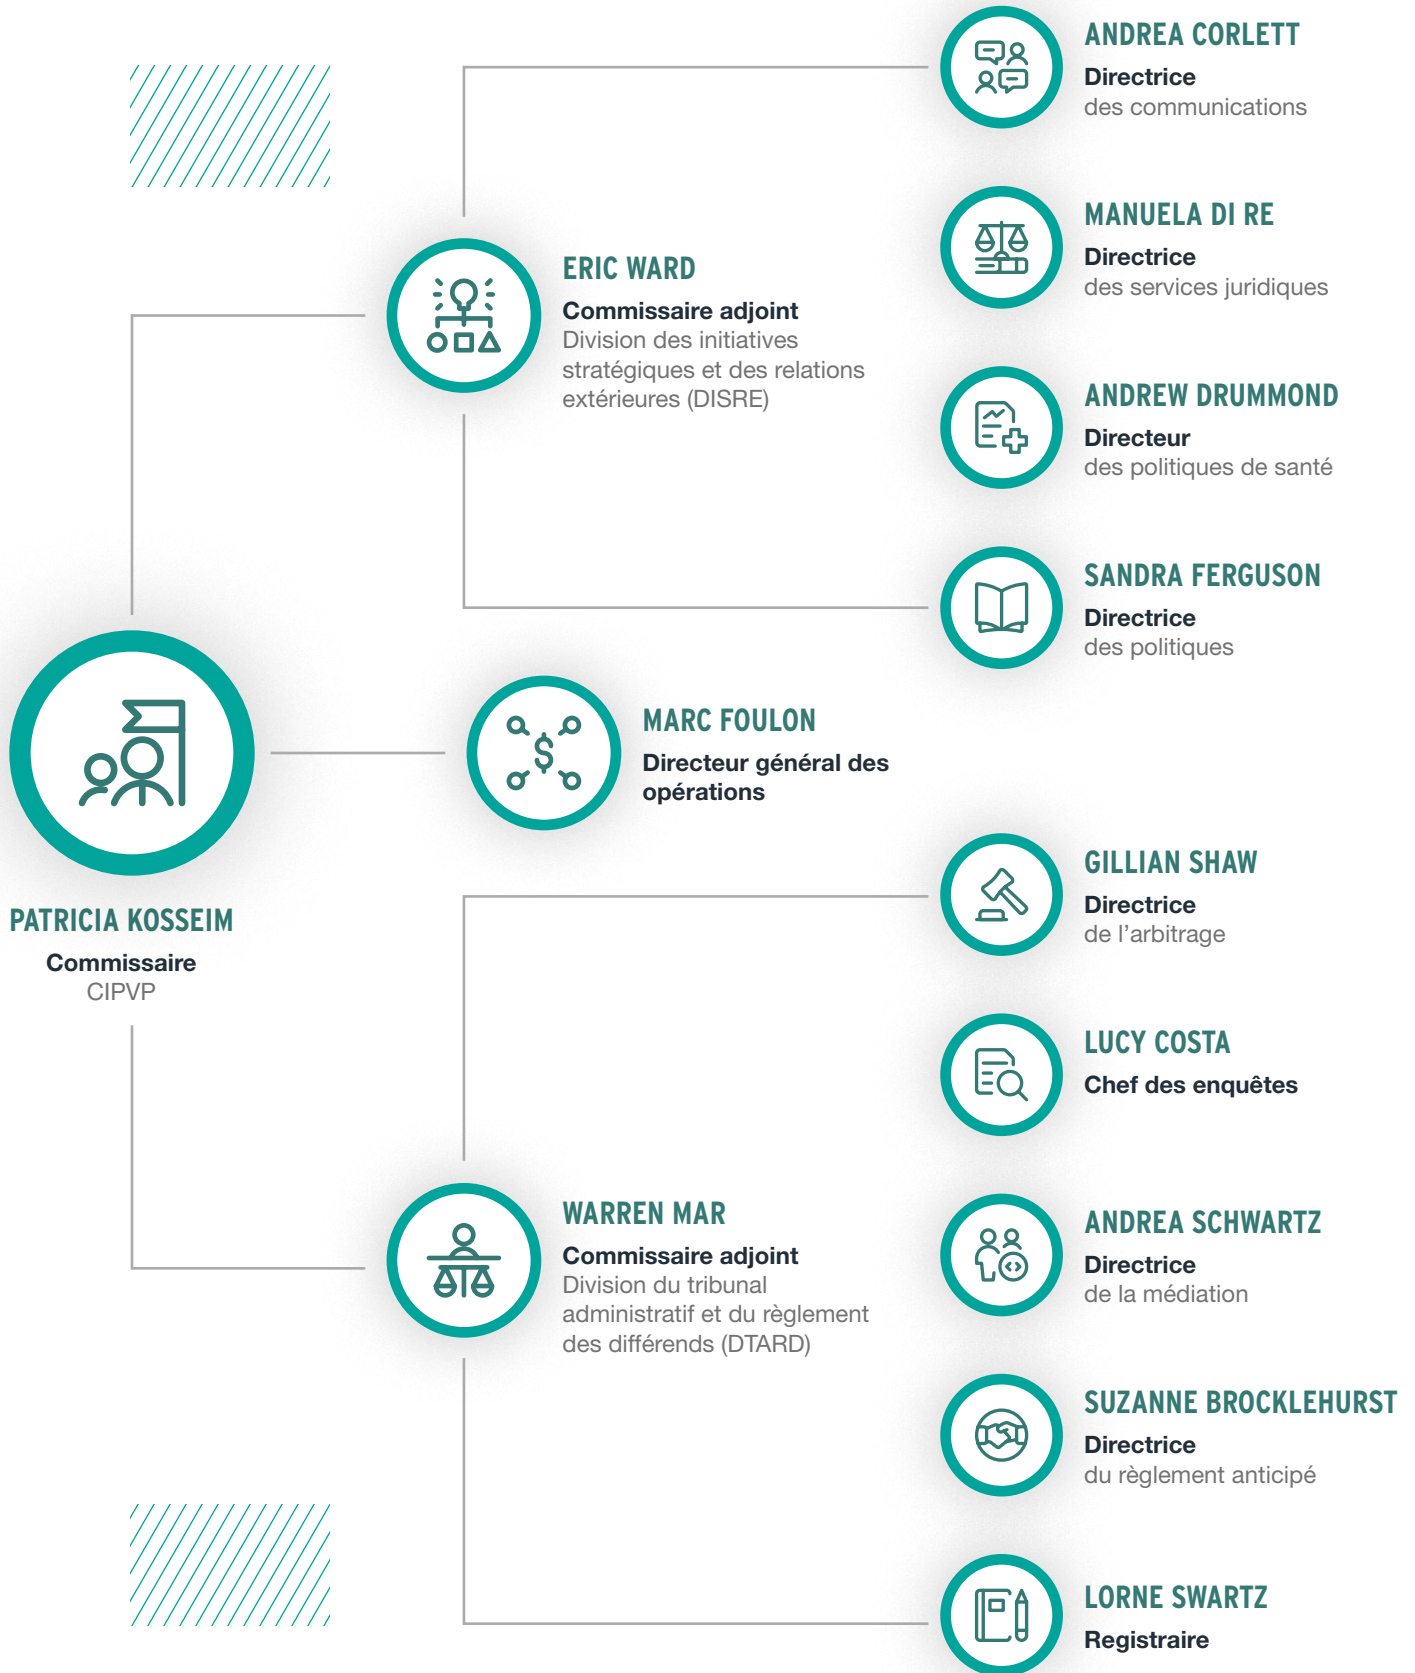 ANDREA CORLETT
Directrice
des communications
MANUELA DI RE
Directrice
des services juridiques
ERIC WARD
Commissaire adjoint
Division des initiatives
stratégiques et des relations
extérieures (DISRE)
ANDREW DRUMMOND
Directeur
des politiques de santé
SANDRA FERGUSON
Directrice
des politiques
MARC FOULON
Directeur général des
opérations
PATRICIA KOSSEIM
Commissaire
CIPVP
GILLIAN SHAW
Directrice
de l’arbitrage
LUCY COSTA
Chef des enquêtes
WARREN MAR
Commissaire adjoint
Division du tribunal
administratif et du règlement
des différends (DTARD)
ANDREA SCHWARTZ
Directrice
de la médiation
SUZANNE BROCKLEHURST
Directrice
du règlement anticipé
LORNE SWARTZ
Registraire